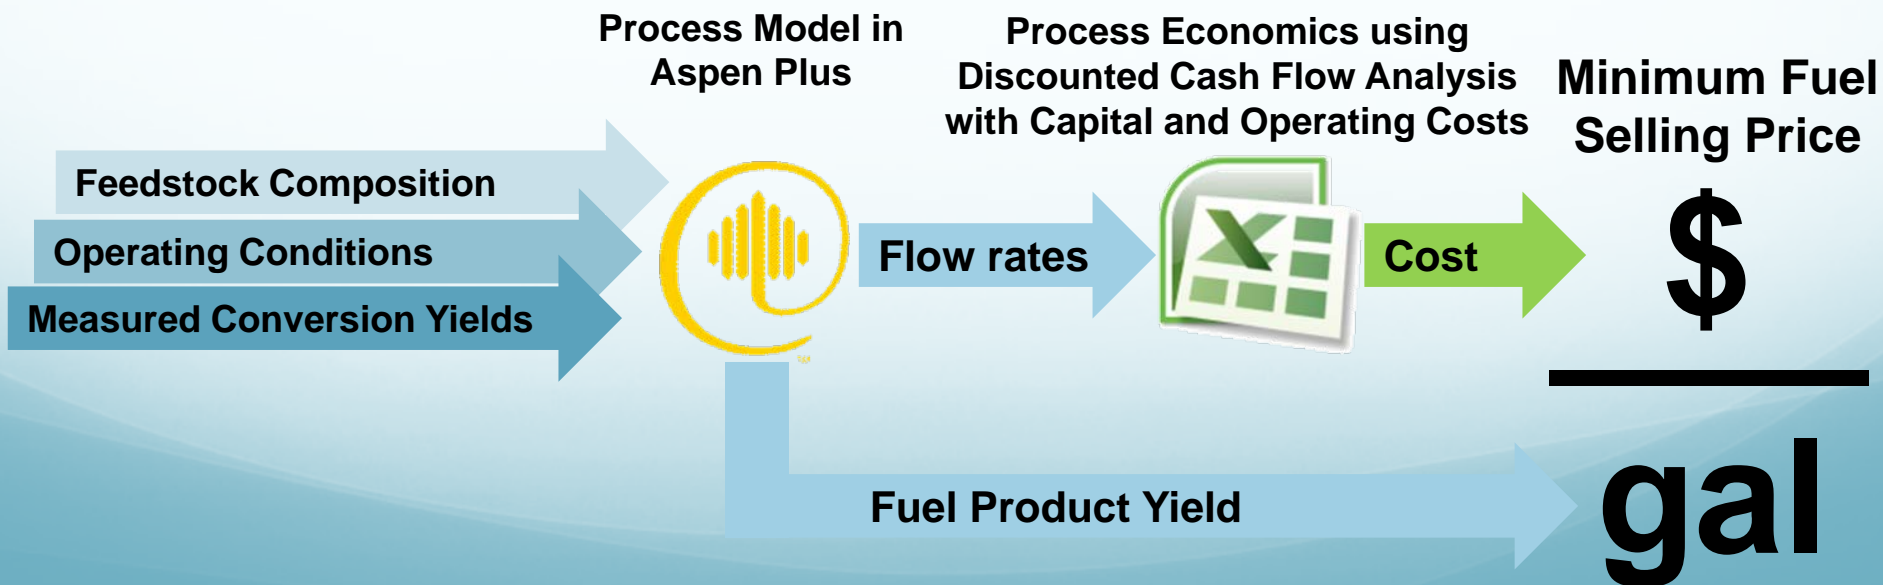 Process Model in
Aspen Plus
Process Economics using
Discounted Cash Flow Analysis
with Capital and Operating Costs
Minimum Fuel
Selling Price
Feedstock Composition
Operating Conditions
Measured Conversion Yields
Flow rates
X
Cost
$
Fuel Product Yield
gal